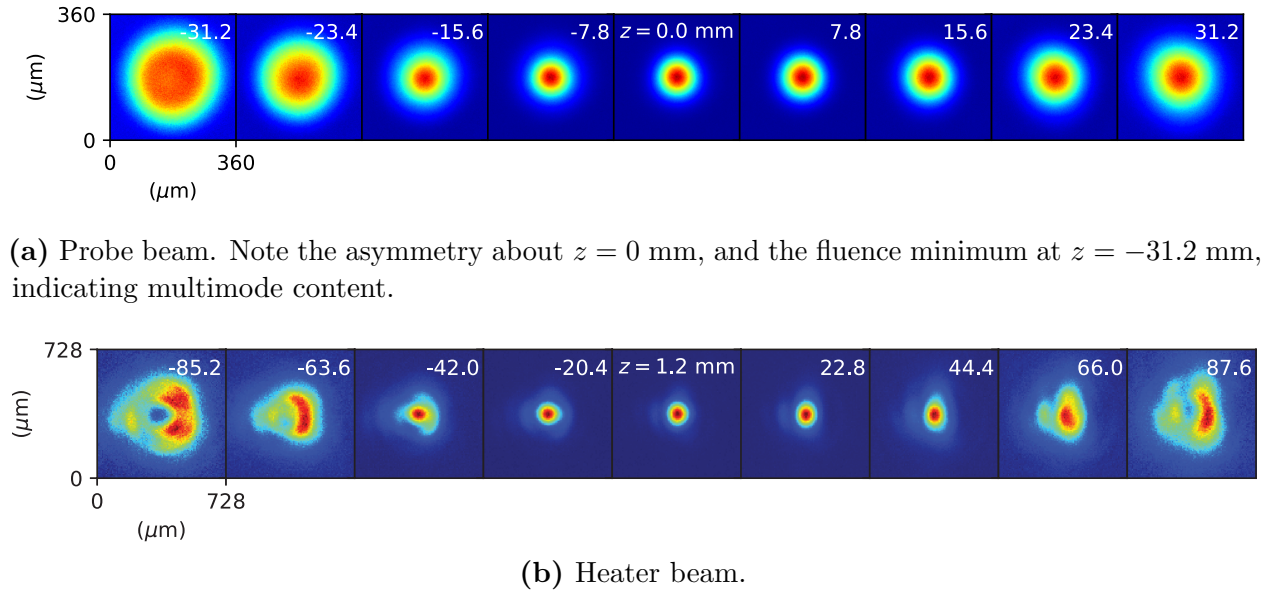 360
(μm)
0
-31.2 -23.4 -15.6 -7.8 z = 0.0 mm 7.8 15.6 23.4 31.2
0 360
(μm)
(a) Probe beam. Note the asymmetry about z = 0 mm, and the fluence minimum at z = −31.2 mm,
indicating multimode content.
728
(μm)
0
-85.2 -63.6 -42.0 -20.4 z = 1.2 mm 22.8 44.4 66.0 87.6
0 728
(μm)
(b) Heater beam.